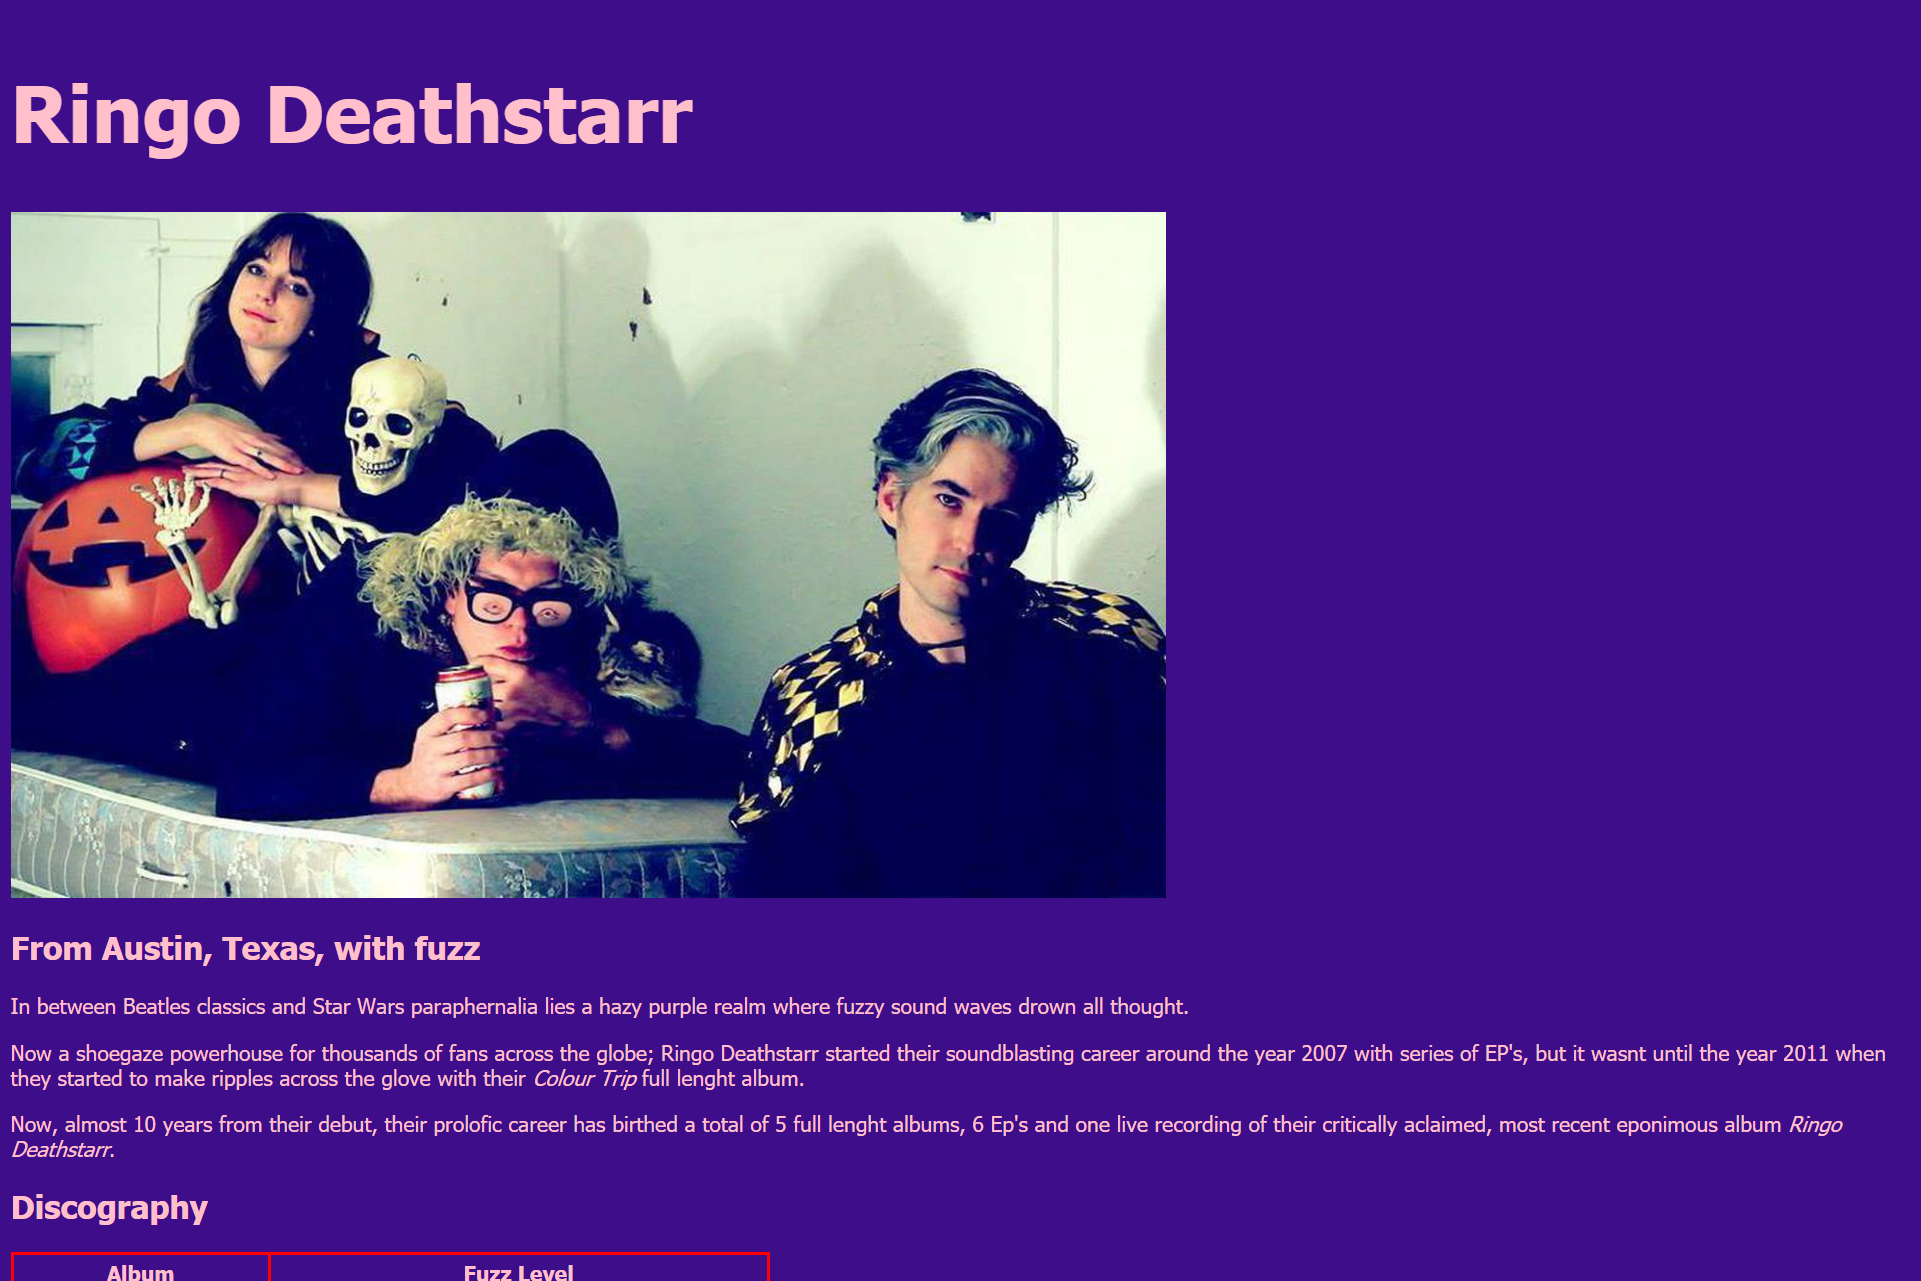 Ringo Deathstarr
From Austin, Texas, with fuzz
In between Beatles classics and Star Wars paraphernalia lies a hazy purple realm where fuzzy sound waves drown all thought.
Now a shoegaze powerhouse for thousands of fans across the globe; Ringo Deathstarr started their soundblasting career around the year 2007 with series of EP's, but it wasnt until the year 2011 when
they started to make ripples across the glove with their Colour Trip full lenght album.
Now, almost 10 years from their debut, their prolofic career has birthed a total of 5 full lenght albums, 6 Ep's and one live recording of their critically aclaimed, most recent eponimous album Ringo
Deathstarr.
Discography
Album Fuzz Level